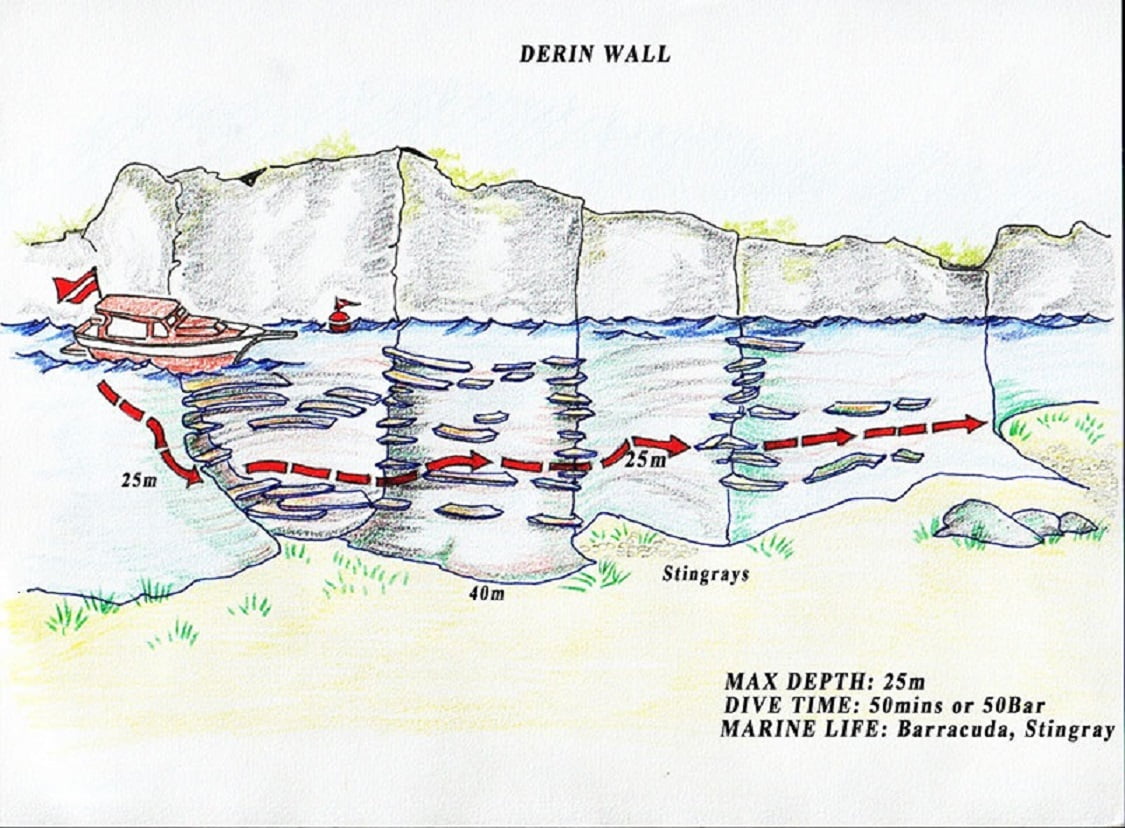 DERIN WALL
25m
25m
40m
Stingrays
MAX DEPTH: 25m
DIVE TIME: 50mins or 50Bar
MARINE LIFE: Barracuda, Stingray